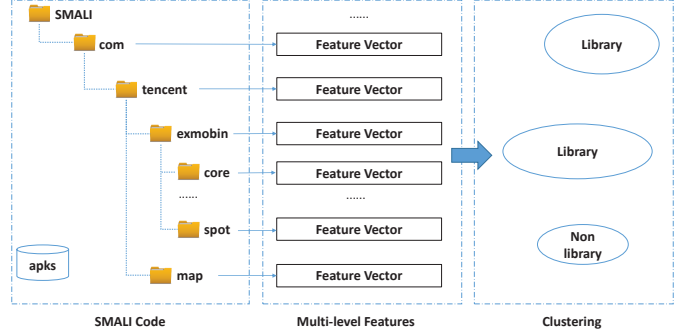 SMALI
com
tencent
exmobin
core
......
spot
map
apks
SMALI Code
......
Feature Vector
Feature Vector
Feature Vector
Feature Vector
......
Feature Vector
Feature Vector
Multi-level Features
Library
Library
Non
library
Clustering